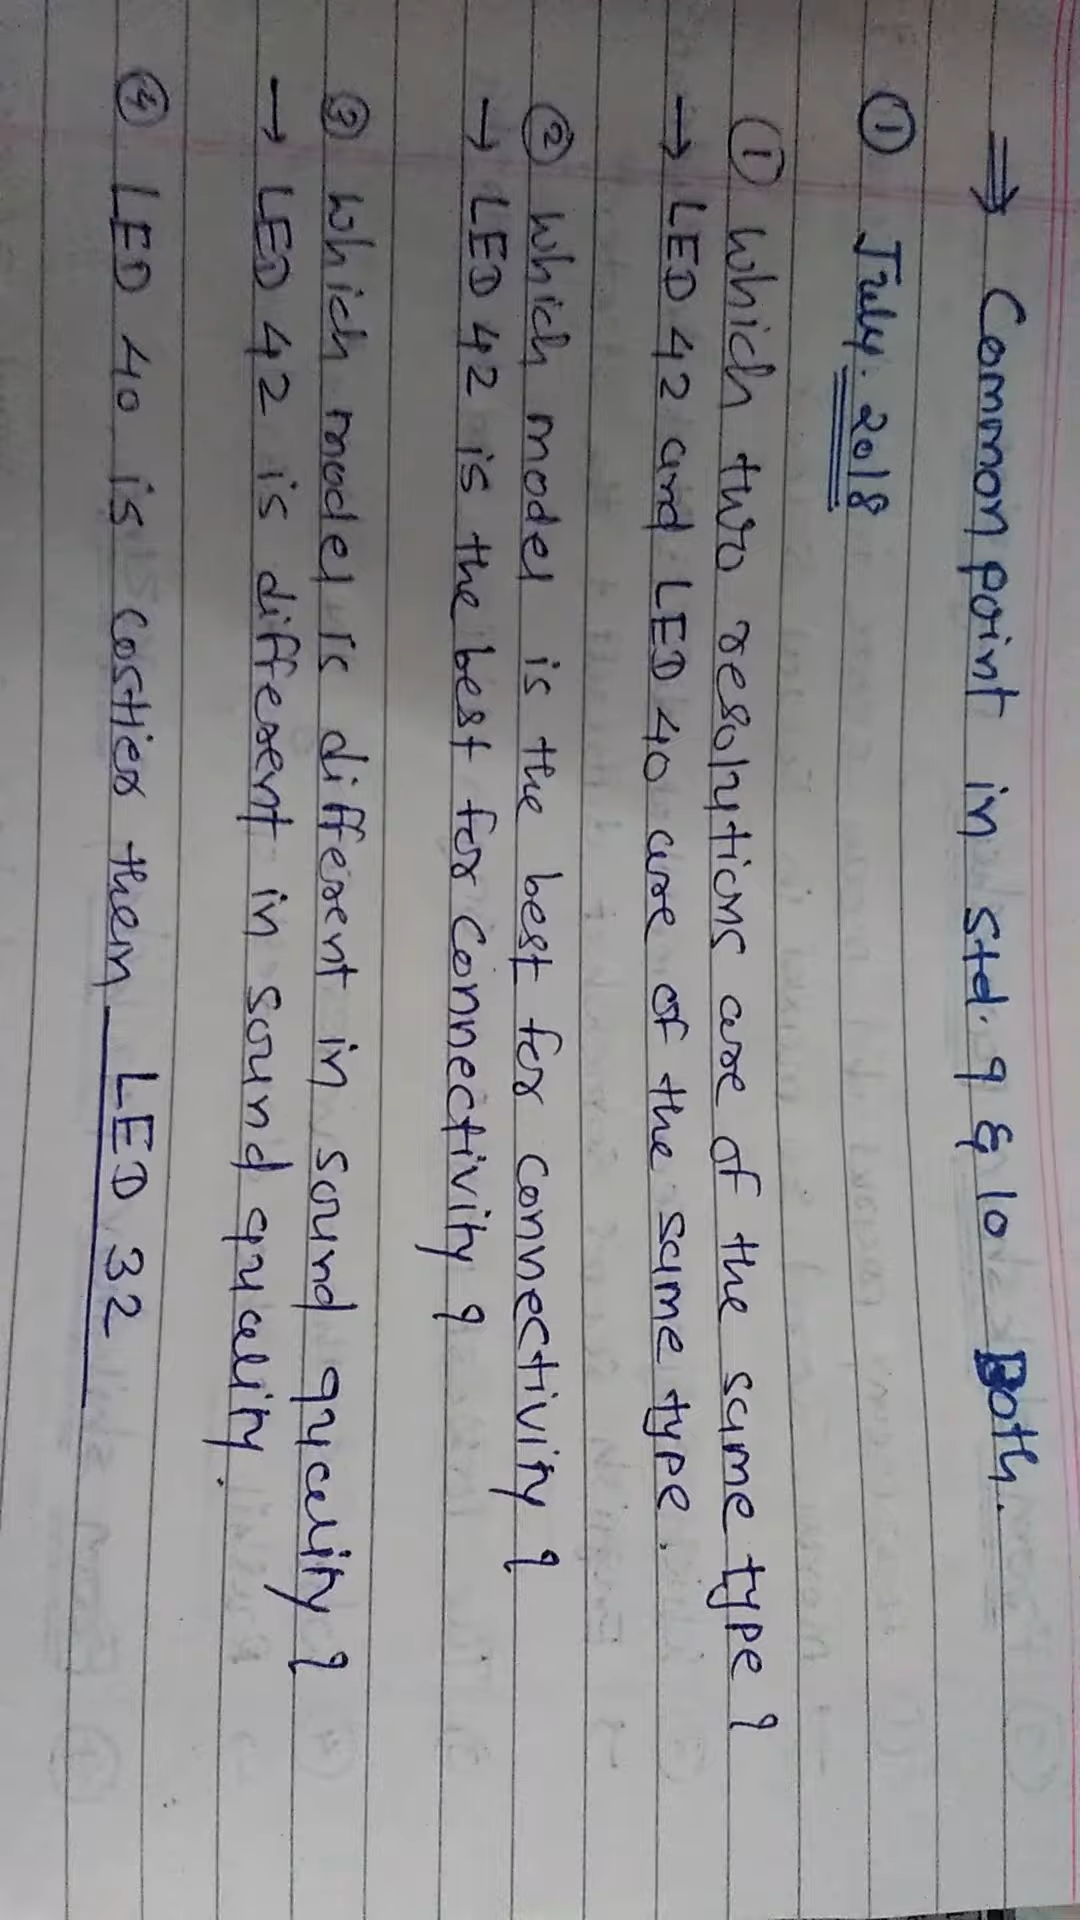 ⇒ Common point in std. 9 & 10 Both.
① July. 2018
① Which two resolutions are of the same type?
→ LED 42 and LED 40 are of the same type.
② Which model is the best for connectivity?
→ LED 42 is the best for connectivity?
③ Which model is different in sound quality?
→ LED 42 is different in sound quality.
④ LED 40 is costier them LED 32